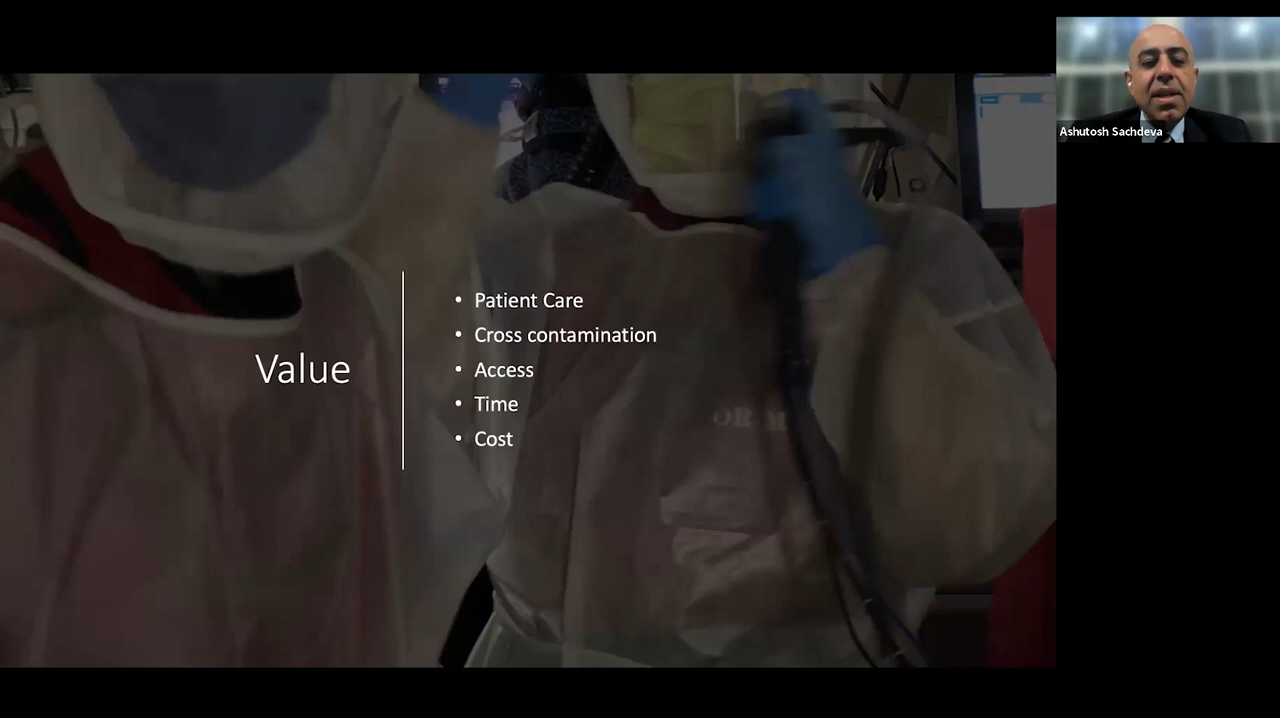 Ashutosh Sachdeva
Value
• Patient Care
• Cross contamination
• Access
• Time
• Cost